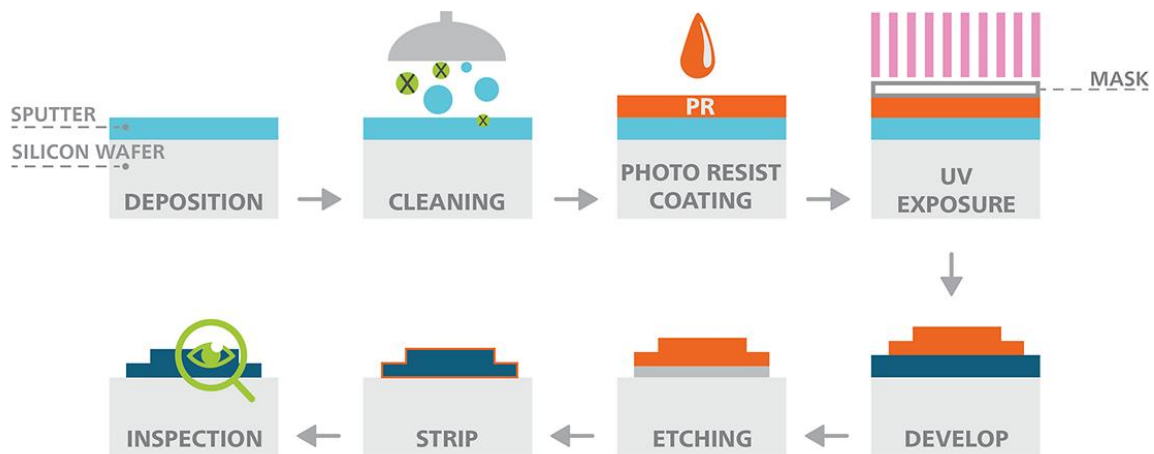 SPUTTER
SILICON WAFER
DEPOSITION
CLEANING
PR
PHOTO RESIST
COATING
MASK
UV
EXPOSURE
DEVELOP
ETCHING
STRIP
INSPECTION